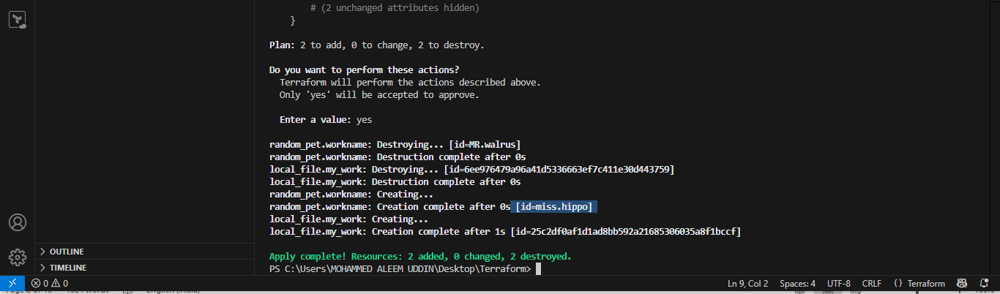 # (2 unchanged attributes hidden)
}
Plan: 2 to add, 0 to change, 2 to destroy.
Do you want to perform these actions?
Terraform will perform the actions described above.
Only 'yes' will be accepted to approve.
Enter a value: yes
random_pet.workname: Destroying... [id=MR.walrus]
random_pet.workname: Destruction complete after 0s
local_file.my_work: Destroying... [id=6ee976479a96a41d5336663ef7c411e30d443759]
local_file.my_work: Destruction complete after 0s
random_pet.workname: Creating...
random_pet.workname: Creation complete after 0s [id=miss.hippo]
local_file.my_work: Creating...
local_file.my_work: Creation complete after 1s [id=25c2df0af1d1ad8bb592a21685306035a8f1bccf]
Apply complete! Resources: 2 added, 0 changed, 2 destroyed.
PS C:\Users\MOHAMMED ALEEM UDDIN\Desktop\Terraform>
OUTLINE
TIMELINE
0 0
Ln 9, Col 2 Spaces: 4 UTF-8 CRLF {} Terraform